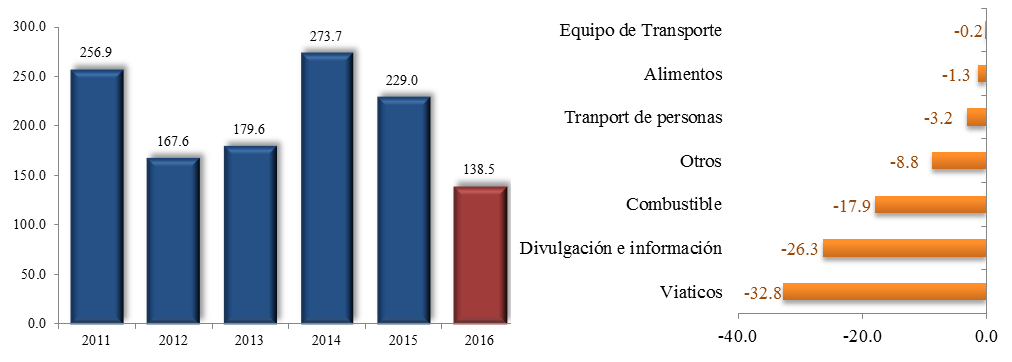 300.0
250.0
200.0
150.0
100.0
50.0
0.0
256.9
167.6
179.6
273.7
229.0
138.5
2011 2012 2013 2014 2015 2016
Equipo de Transporte -0.2
Alimentos -1.3
Tranport de personas -3.2
Otros -8.8
Combustible -17.9
Divulgación e información -26.3
Viaticos -32.8
-40.0 -20.0 0.0